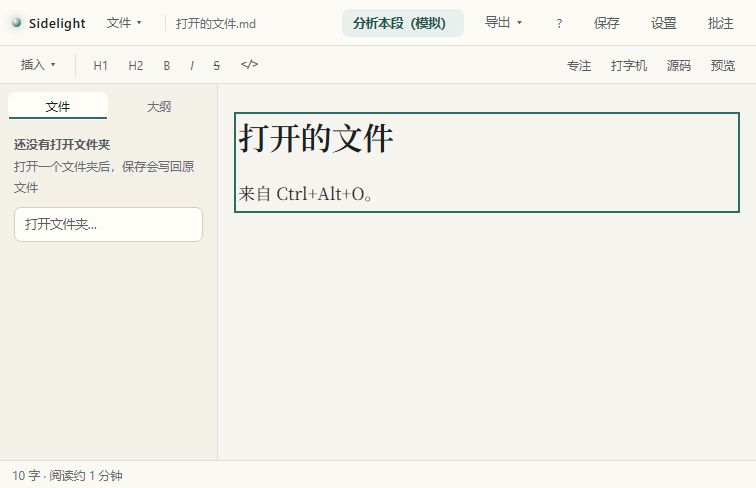 Sidelight 文件 ▾ 打开的文件.md 分析本段（模拟） 导出 ▾ ? 保存 设置 批注
插入 ▾ H1 H2 B I S </> 专注 打字机 源码 预览
文件 大纲
还没有打开文件夹
打开一个文件夹后，保存会写回原
文件
打开文件夹...
打开的文件
来自 Ctrl+Alt+O。
10 字 · 阅读约 1 分钟